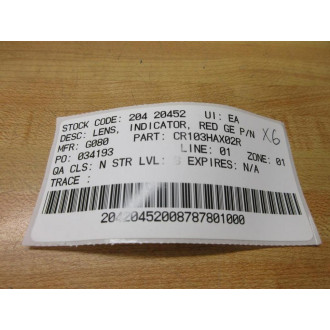 STOCK CODE: 204 20452 UI: EA
DESC: LENS, INDICATOR, RED GE P/N X6
MFR: G080 PART: CR103HAX02R
PO: 034193 LINE: 01 ZONE: 01
QA CLS: N STR LVL: EXPIRES: N/A
TRACE :
20420452008787801000